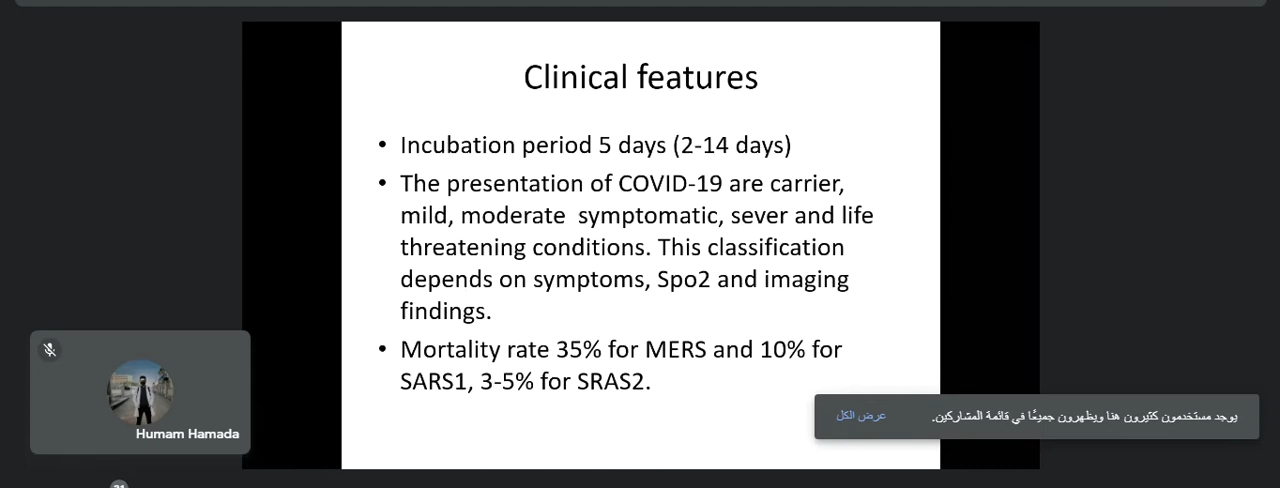 Clinical features
• Incubation period 5 days (2-14 days)
• The presentation of COVID-19 are carrier,
mild, moderate  symptomatic, sever and life
threatening conditions. This classification
depends on symptoms, Spo2 and imaging
findings.
• Mortality rate 35% for MERS and 10% for
SARS1, 3-5% for SRAS2.
Humam Hamada
يوجد مستخدمون كثيرون هنا ويظهرون جميعًا في قائمة المشاركين. عرض الكل